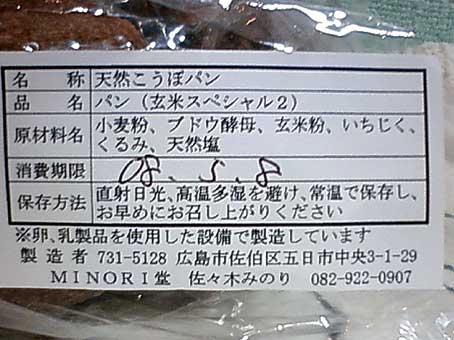 名 称 天然こうぼパン
品 名 パン（玄米スペシャル２）
原材料名 小麦粉、ブドウ酵母、玄米粉、いちじく、
くるみ、天然塩
消費期限 08.5.8
保存方法 直射日光、高温多湿を避け、常温で保存し、
お早めにお召し上がりください
※卵、乳製品を使用した設備で製造しています
製 造 者 731-5128 広島市佐伯区五日市中央3-1-29
ＭＩＮＯＲＩ堂 佐々木みのり 082-922-0907